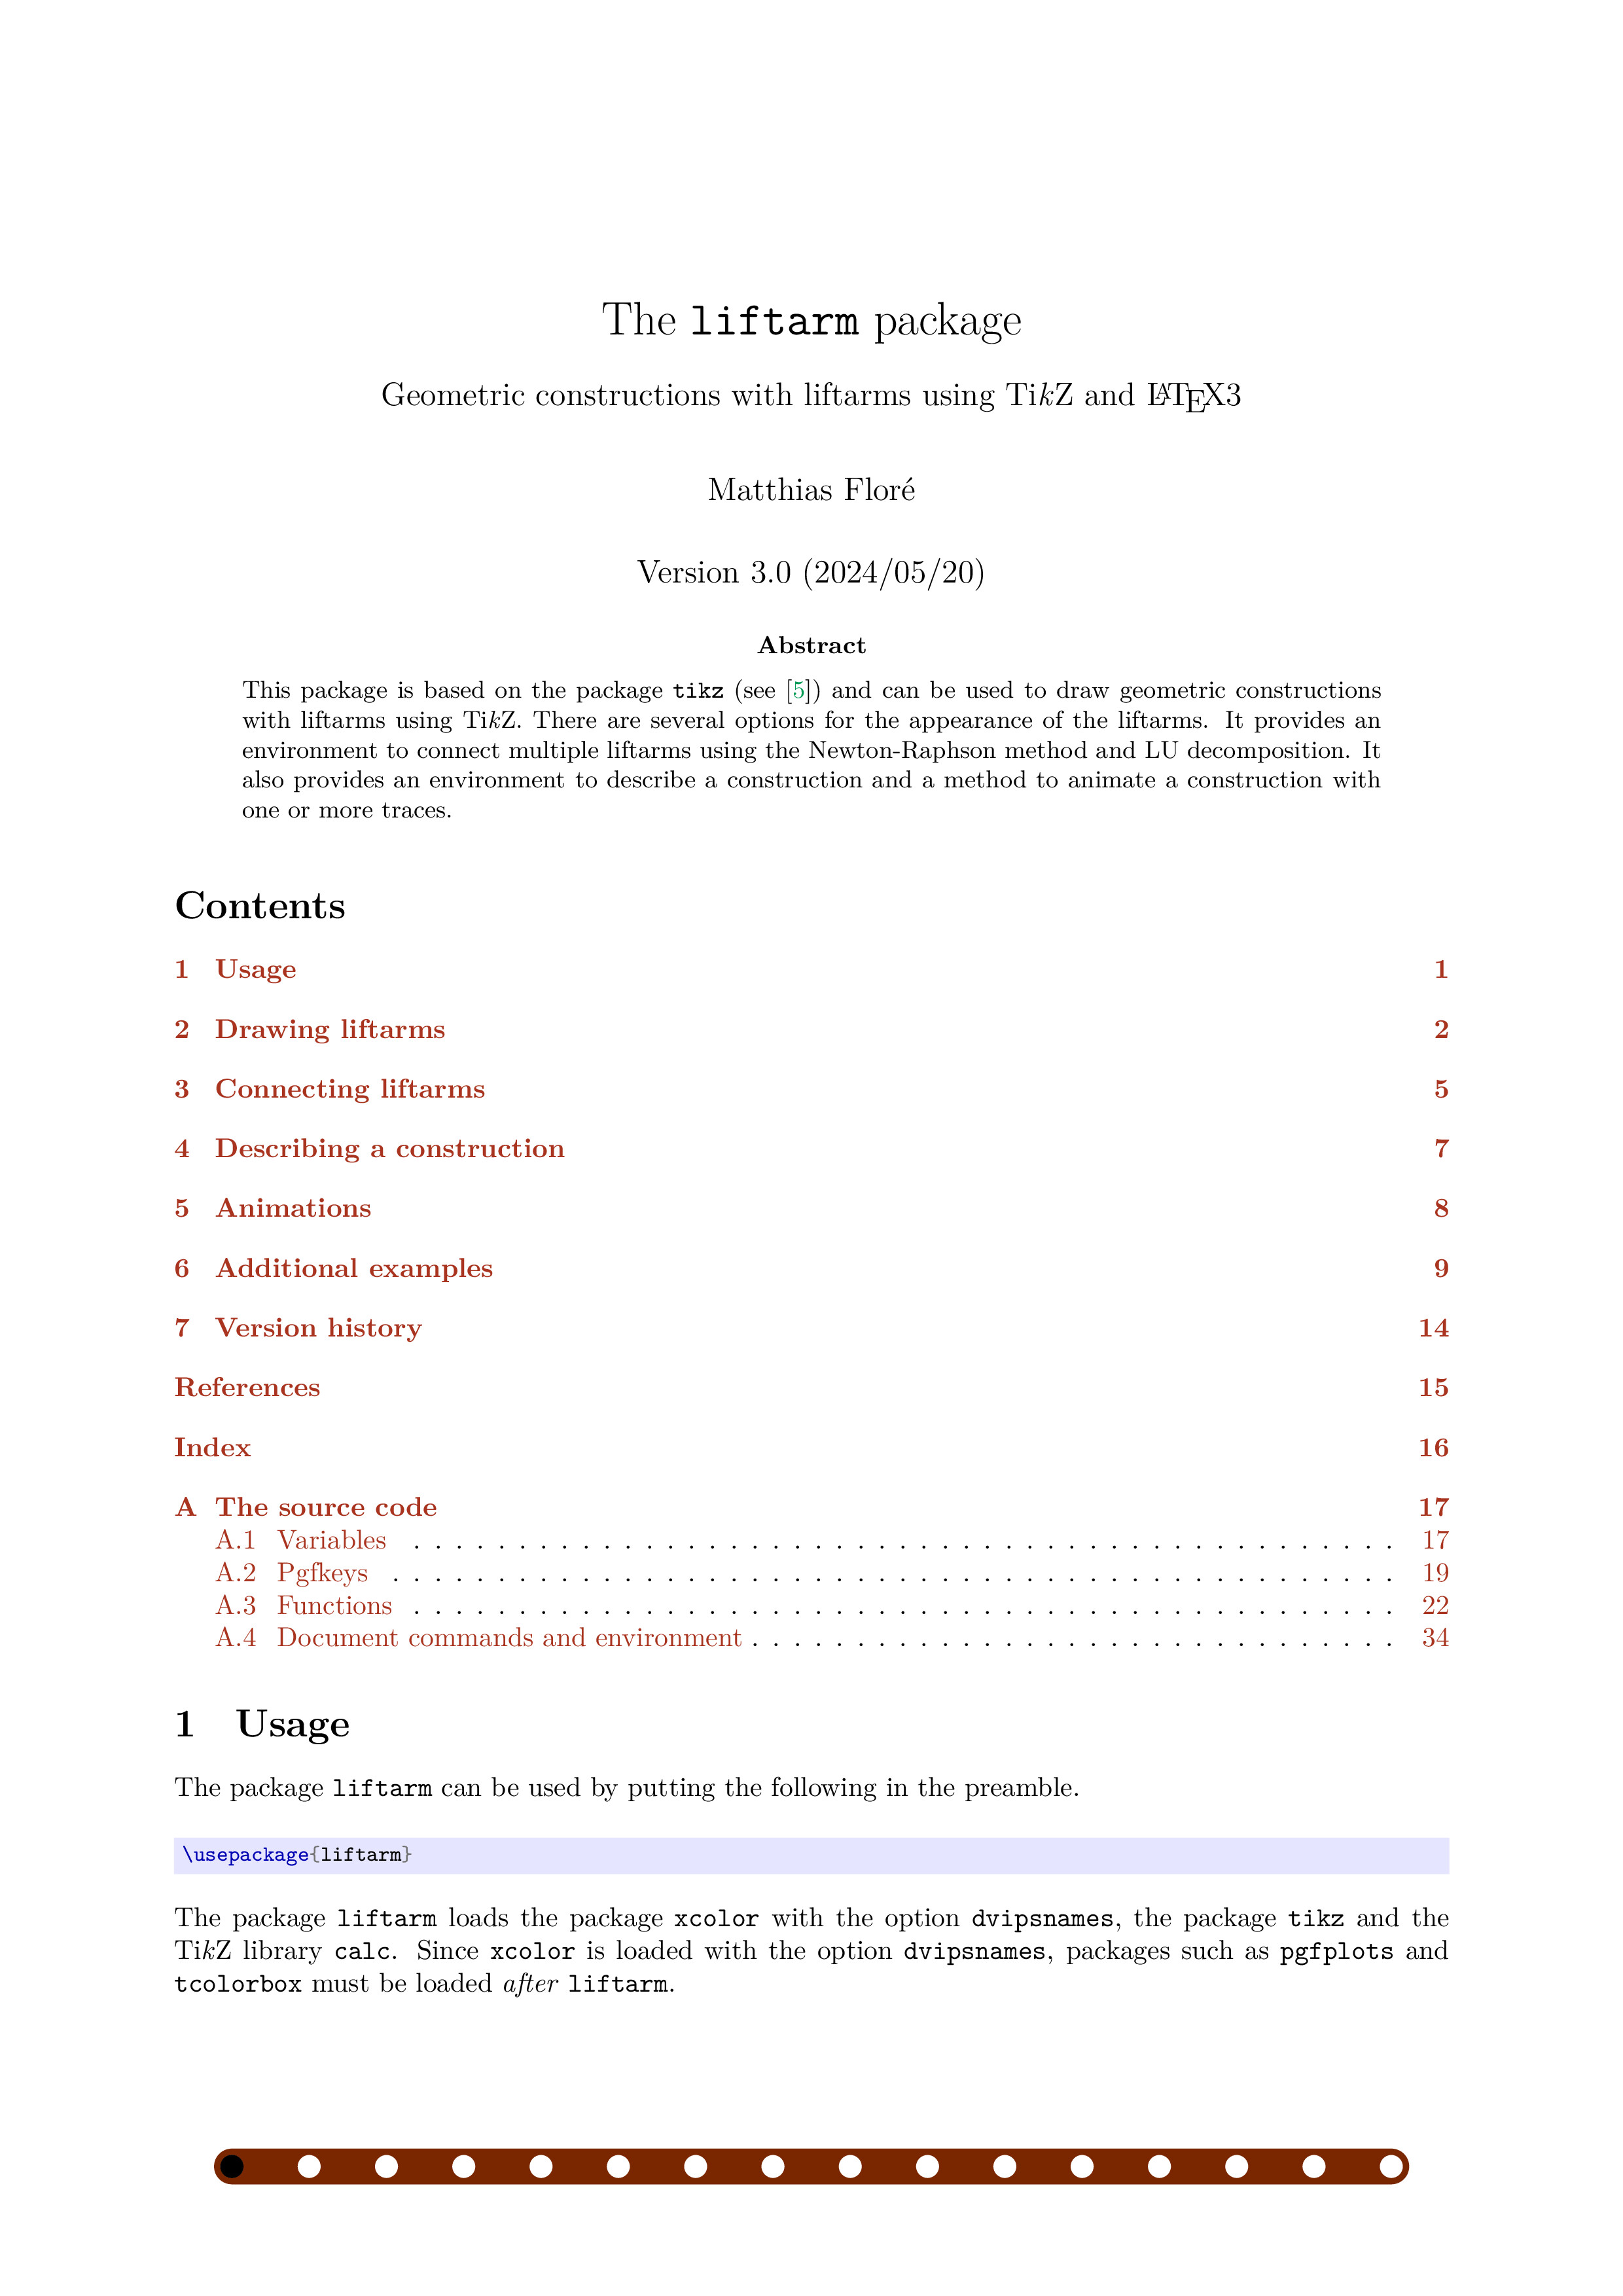 The liftarm package
Geometric constructions with liftarms using TikZ and LATEX3
Matthias Floré
Version 3.0 (2024/05/20)
Abstract
This package is based on the package tikz (see [5]) and can be used to draw geometric constructions
with liftarms using TikZ. There are several options for the appearance of the liftarms. It provides an
environment to connect multiple liftarms using the Newton-Raphson method and LU decomposition. It
also provides an environment to describe a construction and a method to animate a construction with
one or more traces.
Contents
1 Usage 1
2 Drawing liftarms 2
3 Connecting liftarms 5
4 Describing a construction 7
5 Animations 8
6 Additional examples 9
7 Version history 14
References 15
Index 16
A The source code 17
A.1 Variables . . . . . . . . . . . . . . . . . . . . . . . . . . . . . . . . . . . . . . . . . . . . . . . 17
A.2 Pgfkeys . . . . . . . . . . . . . . . . . . . . . . . . . . . . . . . . . . . . . . . . . . . . . . . . 19
A.3 Functions . . . . . . . . . . . . . . . . . . . . . . . . . . . . . . . . . . . . . . . . . . . . . . . 22
A.4 Document commands and environment . . . . . . . . . . . . . . . . . . . . . . . . . . . . . . . 34
1 Usage
The package liftarm can be used by putting the following in the preamble.
\usepackage{liftarm}
The package liftarm loads the package xcolor with the option dvipsnames, the package tikz and the
TikZ library calc. Since xcolor is loaded with the option dvipsnames, packages such as pgfplots and
tcolorbox must be loaded after liftarm.